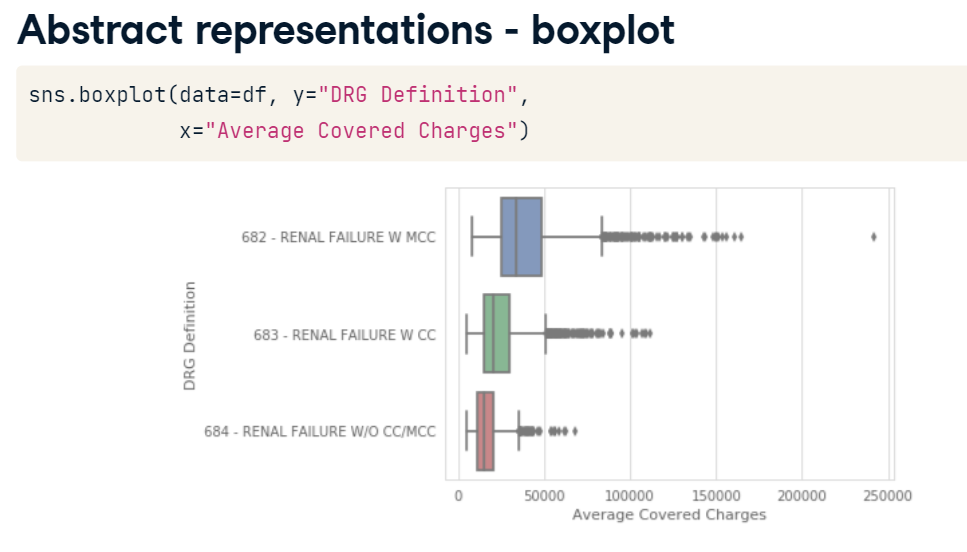 Abstract representations - boxplot
sns.boxplot(data=df, y="DRG Definition",
x="Average Covered Charges")
682 - RENAL FAILURE W MCC
683 - RENAL FAILURE W CC
684 - RENAL FAILURE W/O CC/MCC
DRG Definition
0 50000 100000 150000 200000 250000
Average Covered Charges